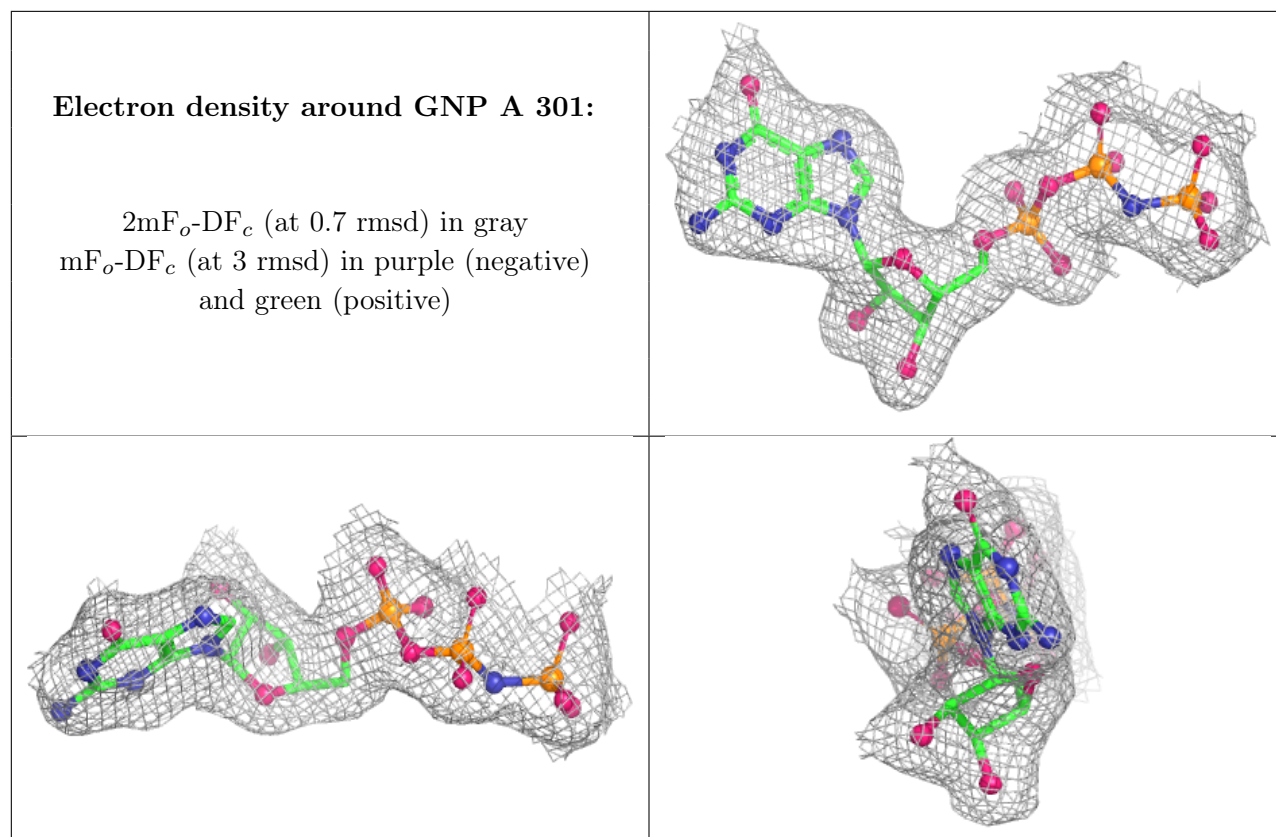 Electron density around GNP A 301:
2mFo-DFc (at 0.7 rmsd) in gray
mFo-DFc (at 3 rmsd) in purple (negative)
and green (positive)